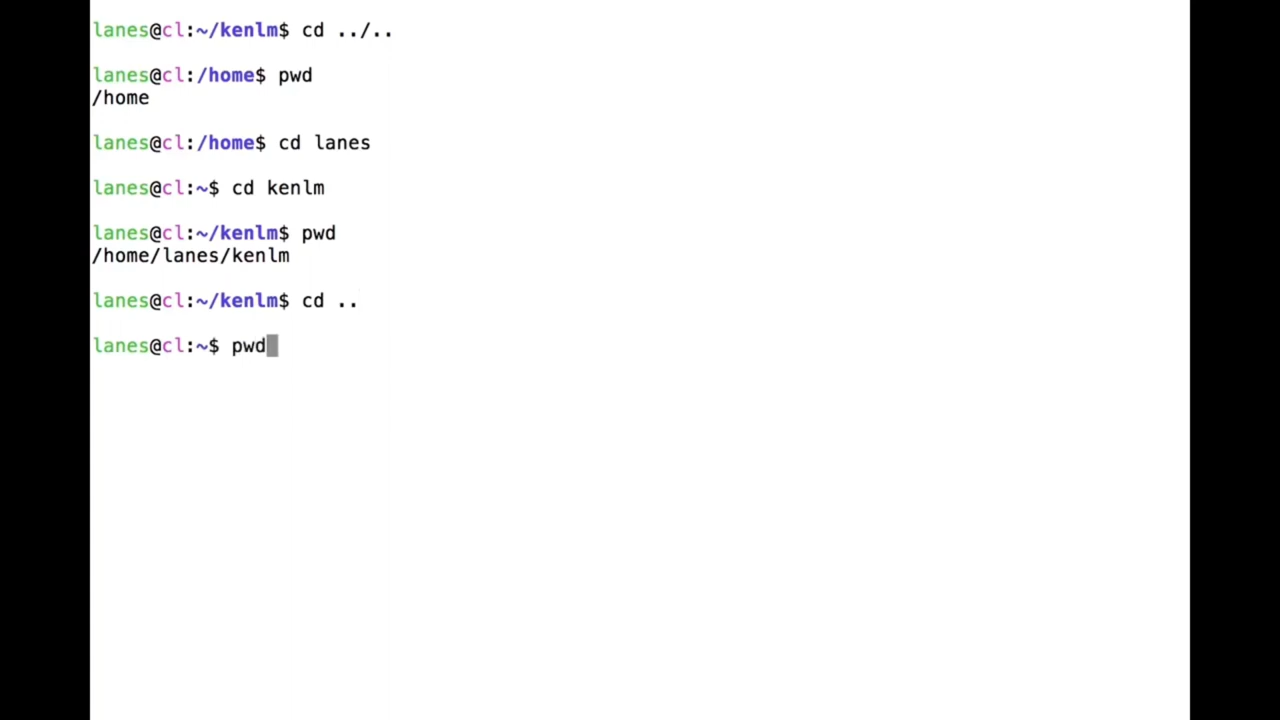 lanes@cl:~/kenlm$ cd ../..
lanes@cl:/home$ pwd
/home
lanes@cl:/home$ cd lanes
lanes@cl:~$ cd kenlm
lanes@cl:~/kenlm$ pwd
/home/lanes/kenlm
lanes@cl:~/kenlm$ cd ..
lanes@cl:~$ pwd